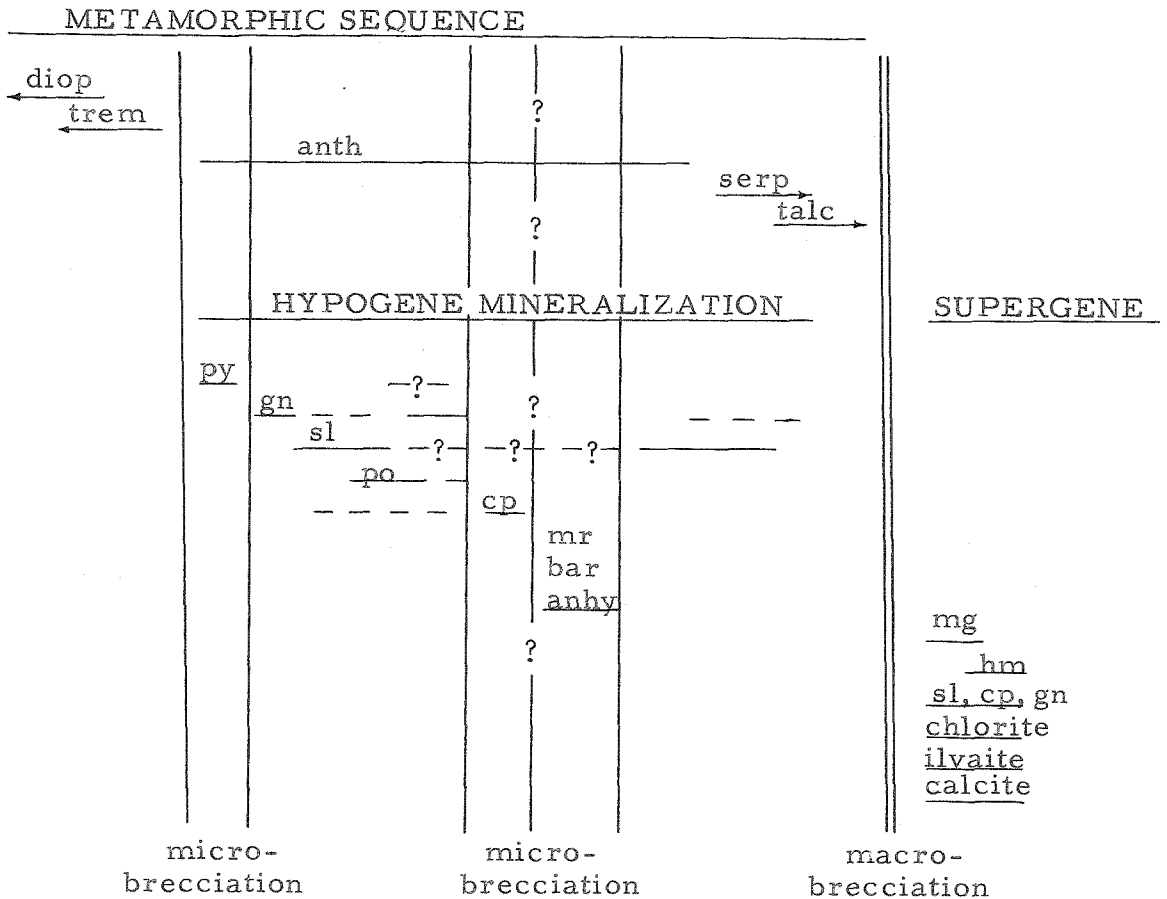 METAMORPHIC SEQUENCE
diop
trem
?
anth
serp
talc
?
HYPOGENE MINERALIZATION
SUPERGENE
py
?
gn
?
sl
? ? ?
po
cp
mr
bar
anhy
mg
?
hm
sl, cp, gn
chlorite
ilvaite
calcite
micro-
brecciation
micro-
brecciation
macro-
brecciation